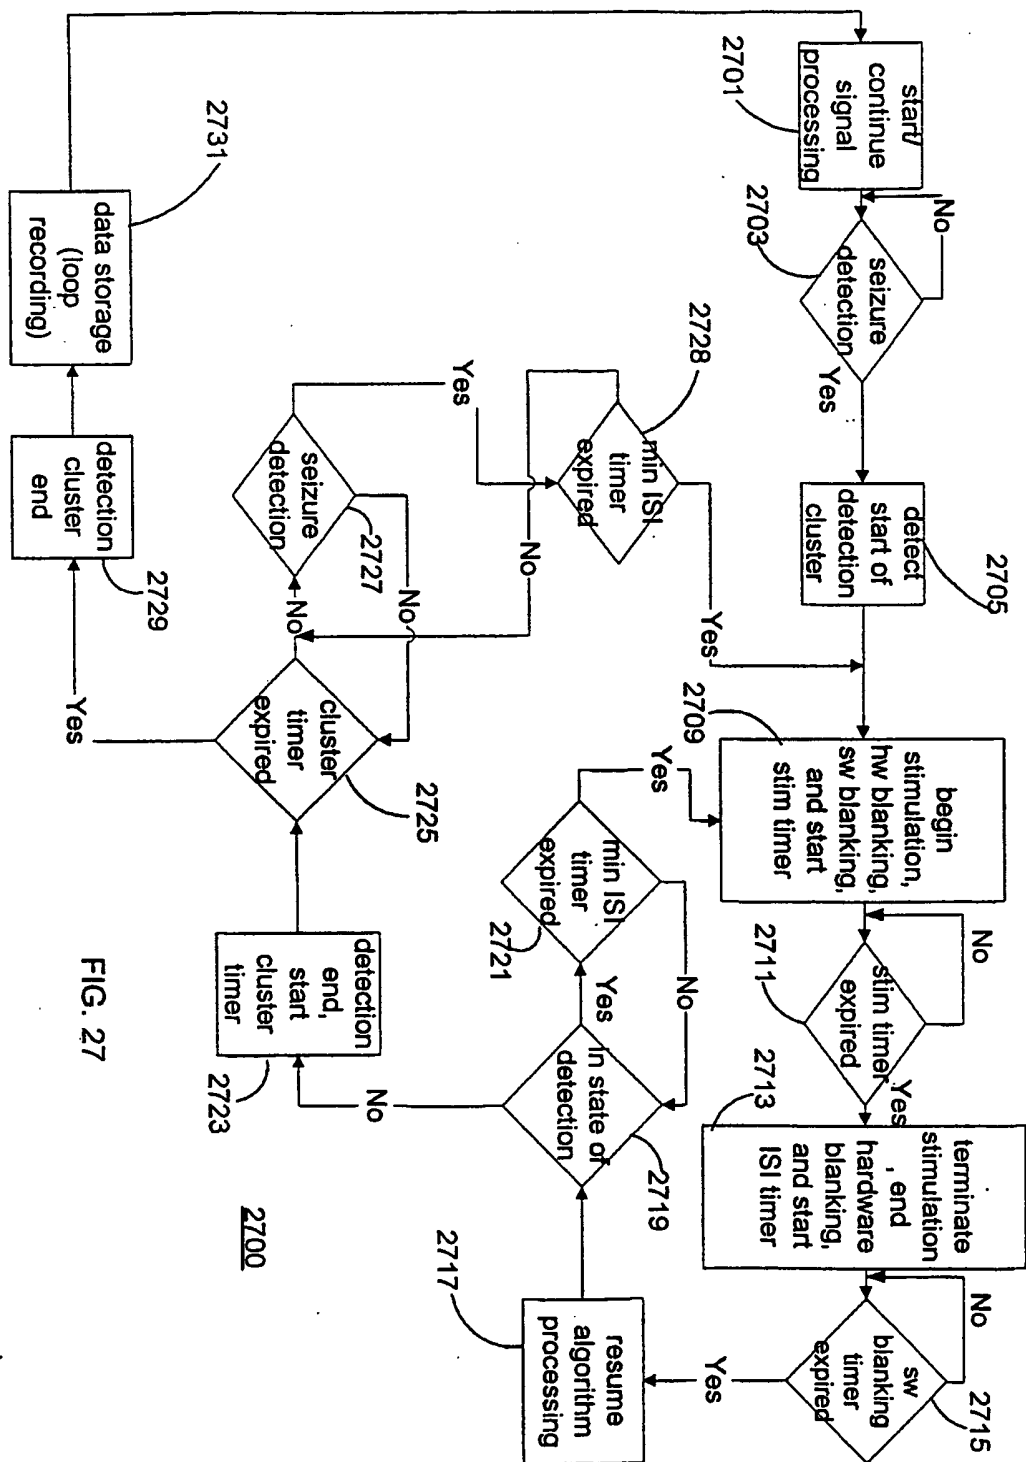 start/
continue
signal
processing
2701
No
seizure
detection
2703
Yes
detect
start of
detection
cluster
2705
begin
stimulation,
hw blanking,
sw blanking,
and start
stim timer
2709
No
stim timer
expired
2711
Yes
terminate
stimulation
, end
hardware
blanking,
and start
ISI timer
2713
No
sw
blanking
timer
expired
2715
Yes
resume
algorithm
processing
2717
In state of
detection
2719
Yes
No
min ISI
timer
expired
2721
Yes
No
detection
end,
start
cluster
timer
2723
cluster
timer
expired
2725
No
Yes
seizure
detection
2727
No
Yes
min ISI
timer
expired
2728
Yes
No
detection
cluster
end
2729
data storage
(loop
recording)
2731
2700
FIG. 27